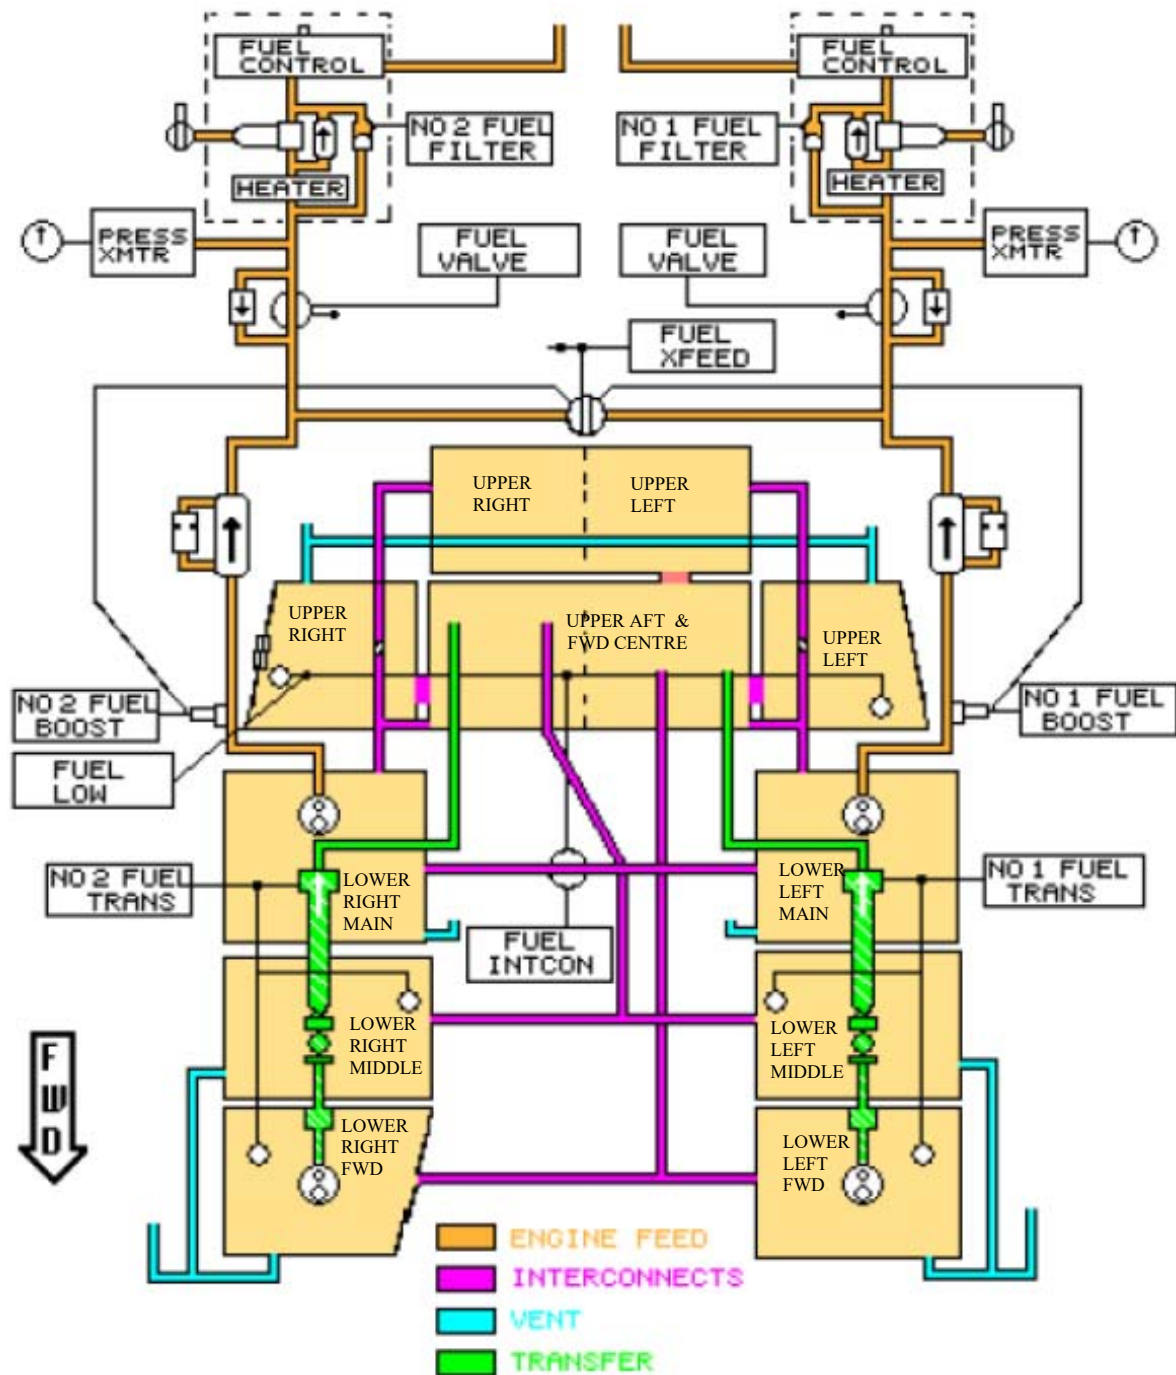 FUEL
CONTROL
FUEL
CONTROL
NO 2 FUEL
FILTER
NO 1 FUEL
FILTER
HEATER
HEATER
PRESS
XMTR
FUEL
VALVE
FUEL
VALVE
PRESS
XMTR
FUEL
XFEED
UPPER
RIGHT
UPPER
LEFT
UPPER
RIGHT
UPPER AFT &
FWD CENTRE
UPPER
LEFT
NO 2 FUEL
BOOST
NO 1 FUEL
BOOST
FUEL
LOW
NO 2 FUEL
TRANS
LOWER
RIGHT
MAIN
LOWER
LEFT
MAIN
NO 1 FUEL
TRANS
FUEL
INTCON
LOWER
RIGHT
MIDDLE
LOWER
LEFT
MIDDLE
FWD
LOWER
RIGHT
FWD
LOWER
LEFT
FWD
ENGINE FEED
INTERCONNECTS
VENT
TRANSFER